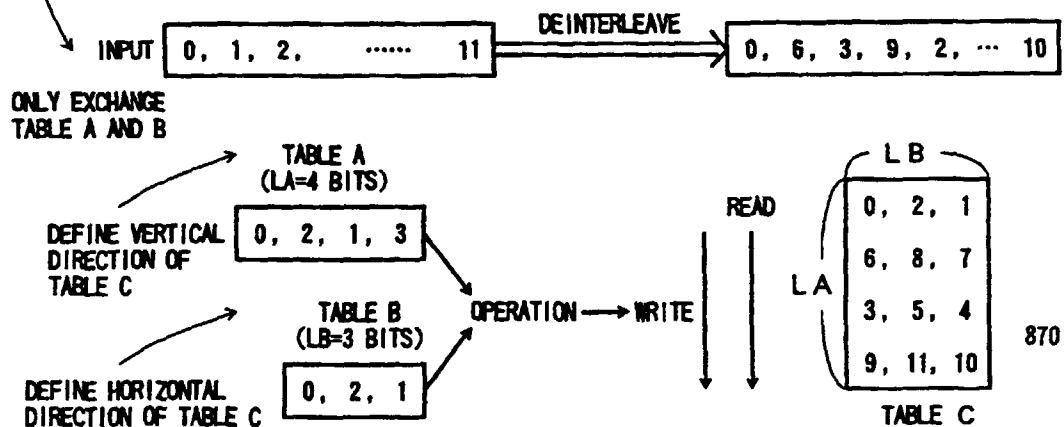 DEINTERLEAVE
INPUT 0, 1, 2, ...... 11 0, 6, 3, 9, 2, ... 10
ONLY EXCHANGE
TABLE A AND B
TABLE A
(LA=4 BITS)
DEFINE VERTICAL
DIRECTION OF
TABLE C
0, 2, 1, 3
TABLE B
(LB=3 BITS)
DEFINE HORIZONTAL
DIRECTION OF TABLE C
0, 2, 1
OPERATION
WRITE
READ
LB
LA
0, 2, 1
6, 8, 7
3, 5, 4
9, 11, 10
870
TABLE C